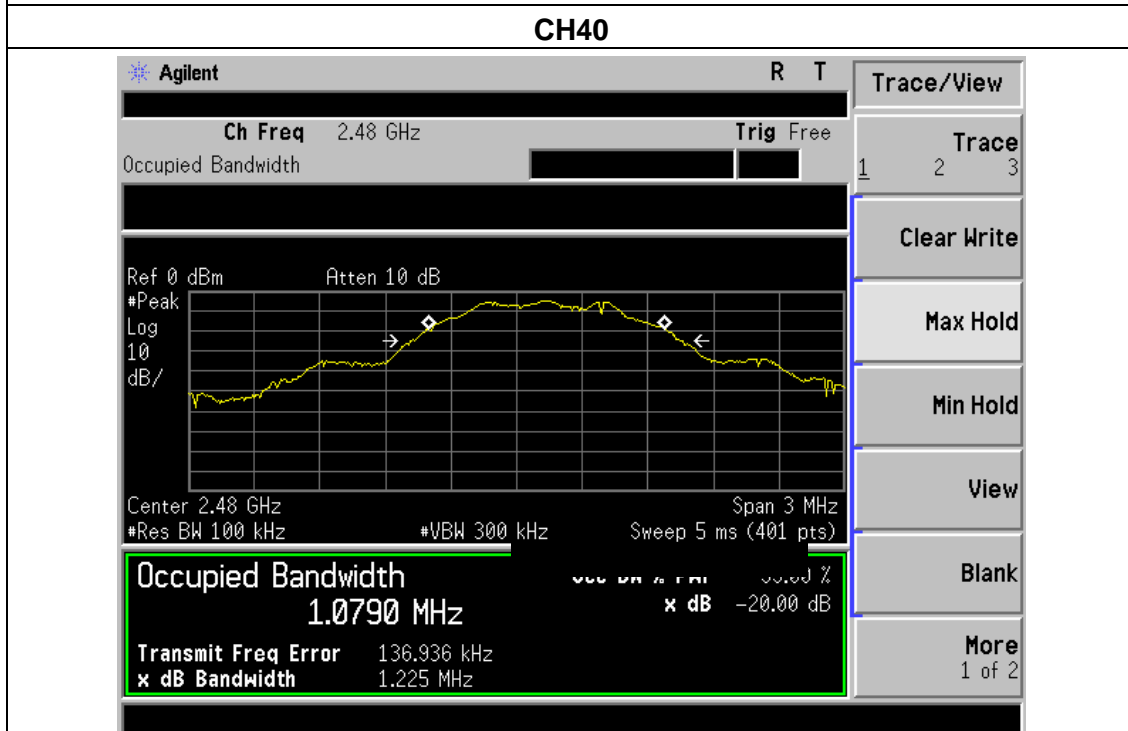 CH40
Agilent R T
Ch Freq 2.48 GHz Trig Free
Occupied Bandwidth
Ref 0 dBm Atten 10 dB
#Peak
Log
10
dB/
Center 2.48 GHz Span 3 MHz
#Res BW 100 kHz #VBW 300 kHz Sweep 5 ms (401 pts)
Occupied Bandwidth
1.0790 MHz
x dB -20.00 dB
Transmit Freq Error 136.936 kHz
x dB Bandwidth 1.225 MHz
Trace/View
Trace
1 2 3
Clear Write
Max Hold
Min Hold
View
Blank
More
1 of 2